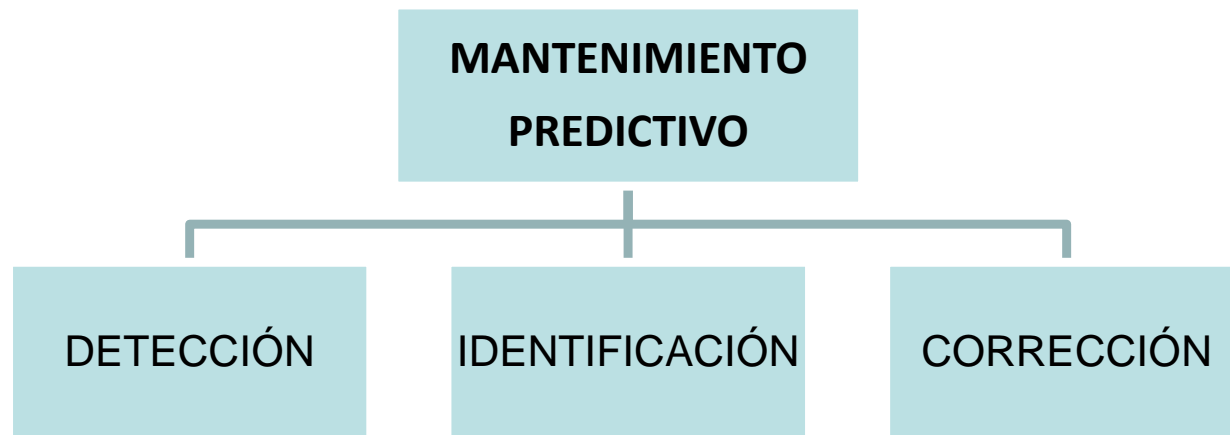 MANTENIMIENTO
PREDICTIVO
DETECCIÓN
IDENTIFICACIÓN
CORRECCIÓN